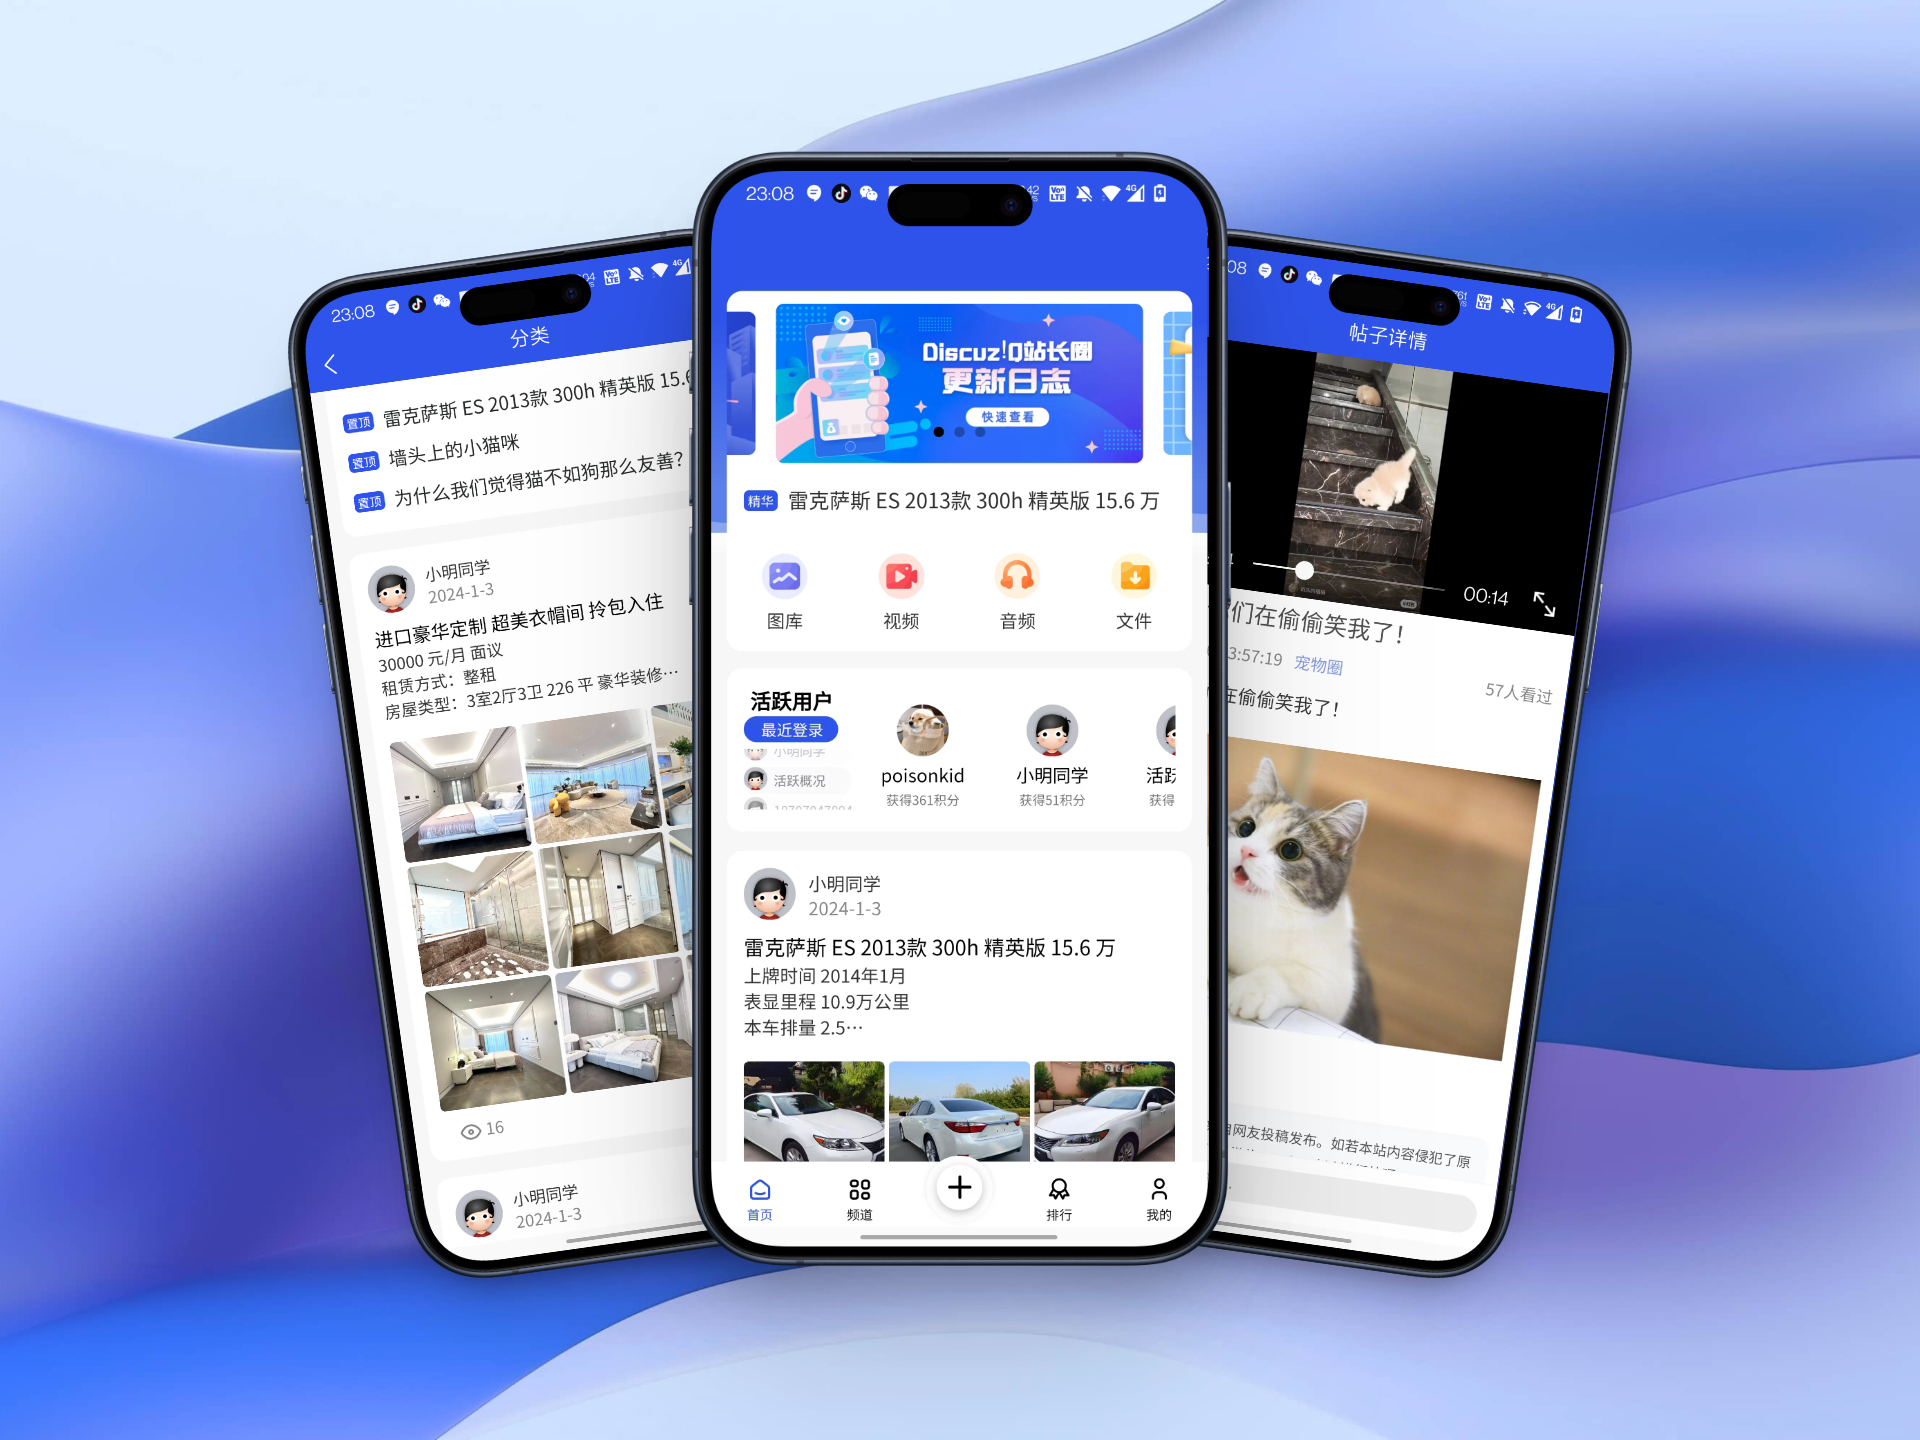 23:08
分类
置顶 雷克萨斯 ES 2013款 300h 精英版 15.6
置顶 墙头上的小猫咪
置顶 为什么我们觉得猫不如狗那么友善?
小明同学
2024-1-3
进口豪华定制 超美衣帽间 拎包入住
30000 元/月 面议
租赁方式：整租
房屋类型：3室2厅3卫 226 平 豪华装修…
16
小明同学
2024-1-3
23:08
Discuz!Q站长圈
更新日志
快速查看
精华 雷克萨斯 ES 2013款 300h 精英版 15.6 万
图库 视频 音频 文件
活跃用户
最近登录
小明同学
活跃概况
poisonkid
获得361积分
小明同学
获得51积分
活跃
获得
小明同学
2024-1-3
雷克萨斯 ES 2013款 300h 精英版 15.6 万
上牌时间 2014年1月
表显里程 10.9万公里
本车排量 2.5…
首页 频道 排行 我的
08
帖子详情
00:14
们在偷偷笑我了！
3:57:19 宠物圈
57人看过
在偷偷笑我了！
网友投稿发布。如若本站内容侵犯了原